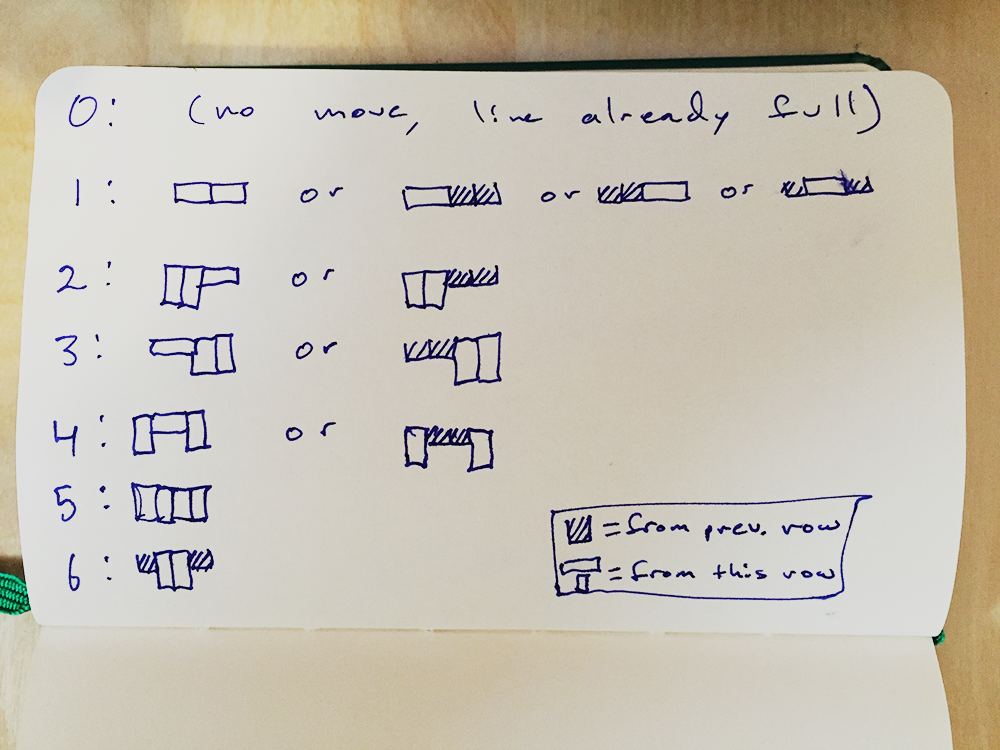 0: (no move, line already full)
1: or or or
2: or
3: or
4: or
5:
6:
= from prev. row
= from this row